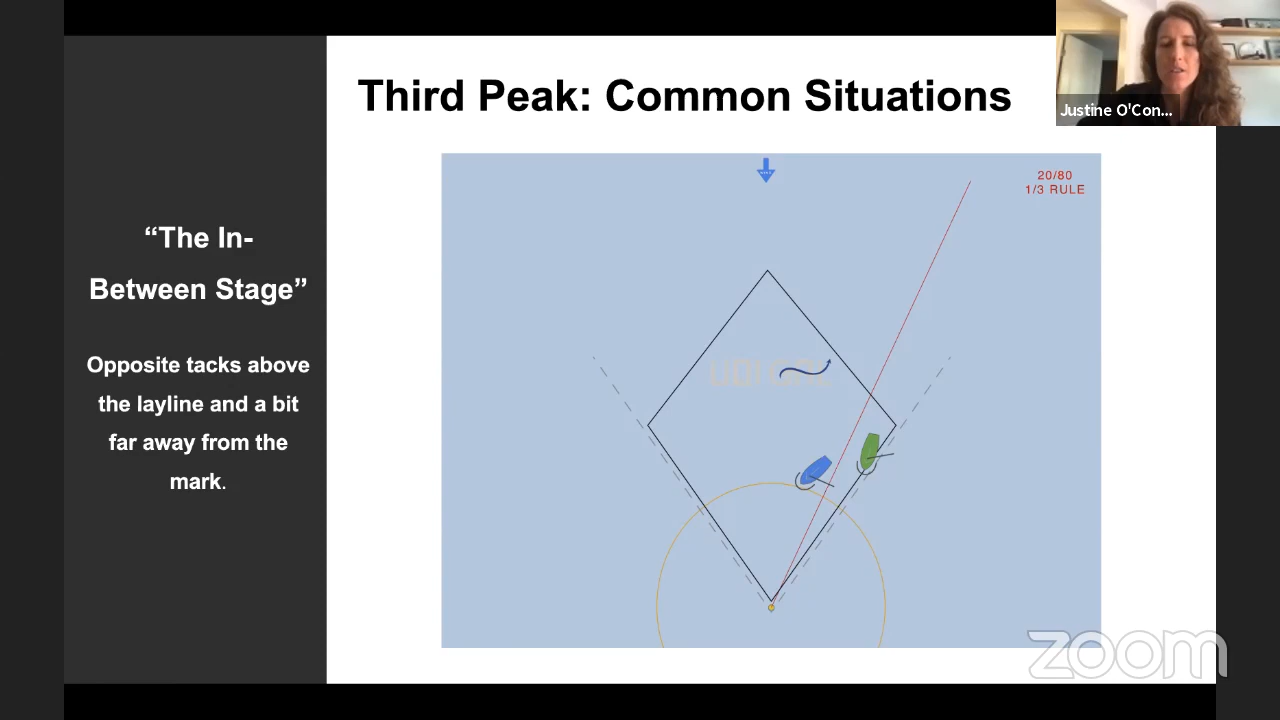 Third Peak: Common Situations
Justine O'Con...
20/80
1/3 RULE
“The In-
Between Stage”
Opposite tacks above
the layline and a bit
far away from the
mark.
zoom